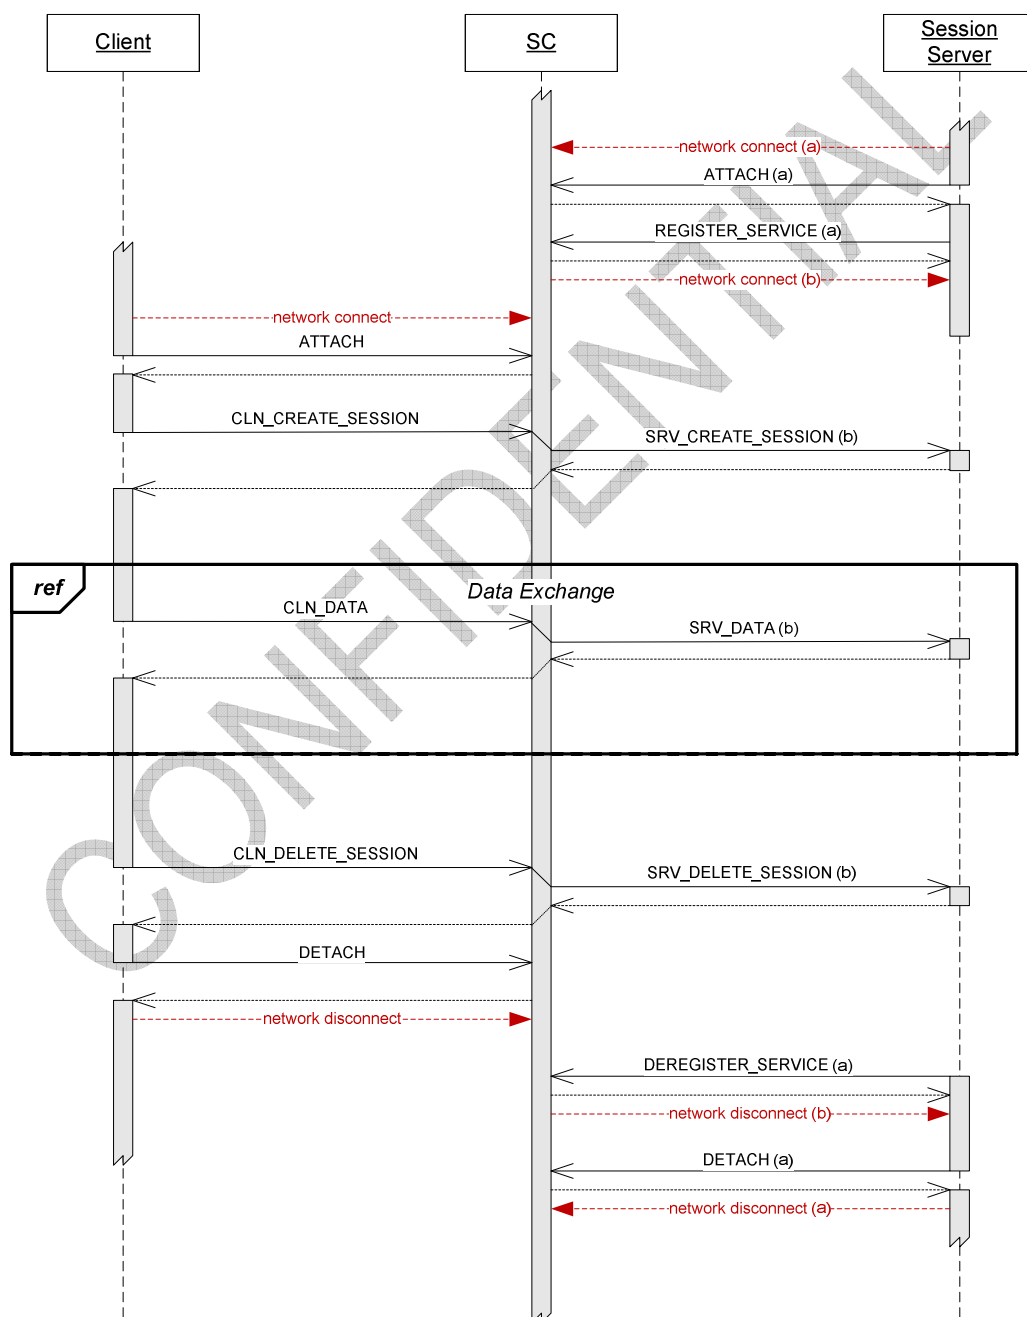 Client
SC
Session
Server
network connect (a)
ATTACH (a)
REGISTER_SERVICE (a)
network connect (b)
network connect
ATTACH
CLN_CREATE_SESSION
SRV_CREATE_SESSION (b)
ref
Data Exchange
CLN_DATA
SRV_DATA (b)
CLN_DELETE_SESSION
SRV_DELETE_SESSION (b)
DETACH
network disconnect
DEREGISTER_SERVICE (a)
network disconnect (b)
DETACH (a)
network disconnect (a)
CONFIDENTIAL